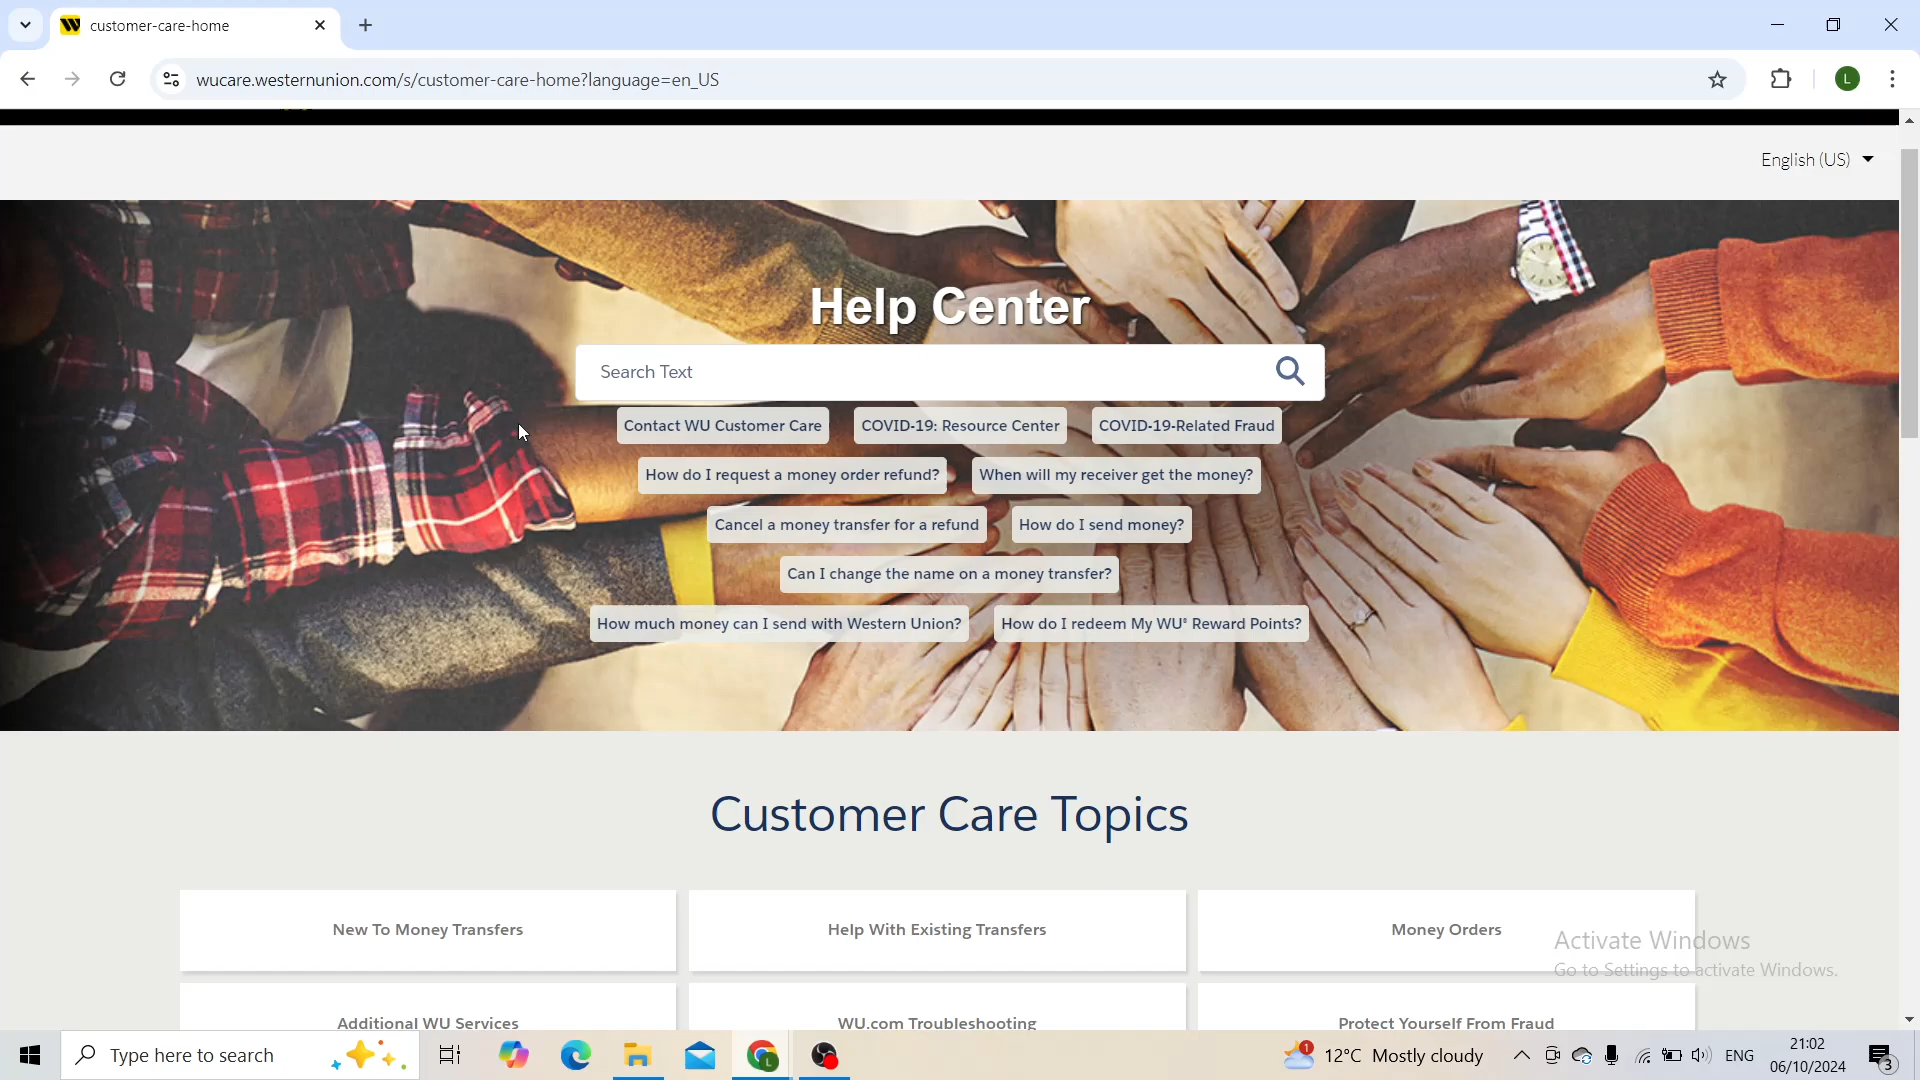 customer-care-home
wucare.westernunion.com/s/customer-care-home?language=en_US
L
English (US)
Help Center
Search Text
Contact WU Customer Care
COVID-19: Resource Center
COVID-19-Related Fraud
How do I request a money order refund?
When will my receiver get the money?
Cancel a money transfer for a refund
How do I send money?
Can I change the name on a money transfer?
How much money can I send with Western Union?
How do I redeem My WU® Reward Points?
Customer Care Topics
New To Money Transfers
Help With Existing Transfers
Money Orders
Activate Windows
Go to Settings to activate Windows.
Additional WU Services
WU.com Troubleshooting
Protect Yourself From Fraud
Type here to search
L
1
12°C Mostly cloudy
ENG
21:02
06/10/2024
3